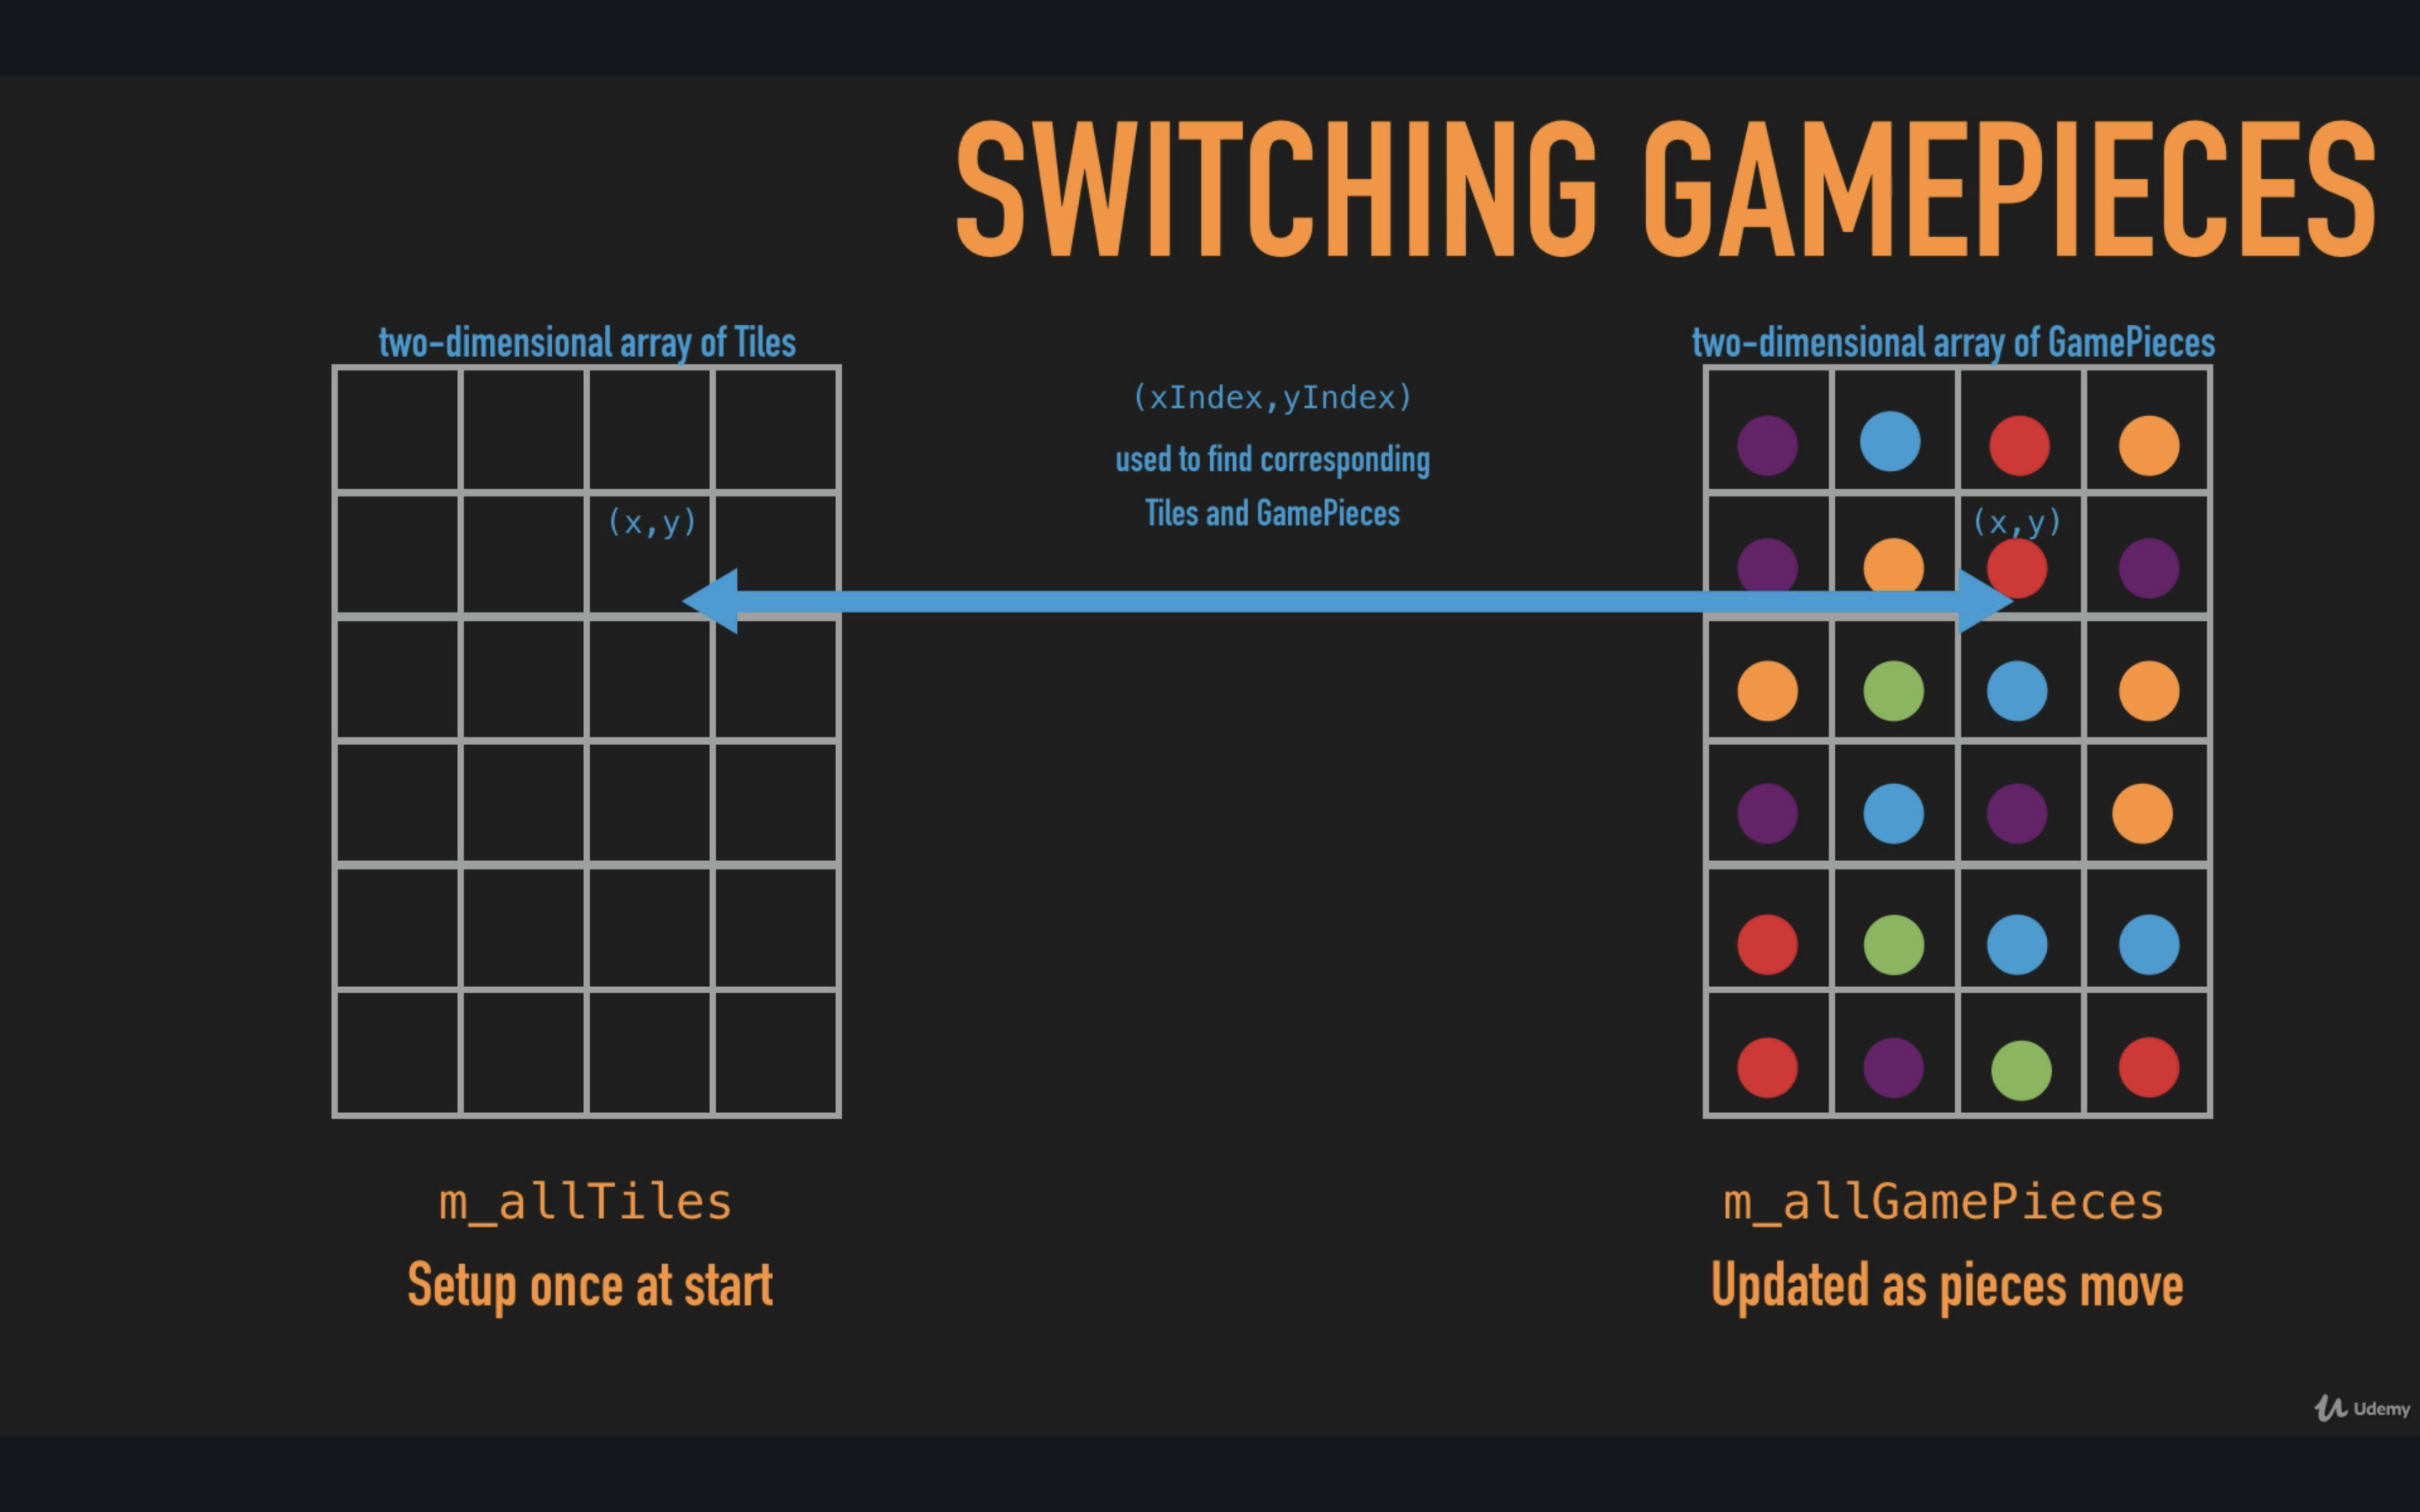 SWITCHING GAMEPIECES
two-dimensional array of Tiles
two-dimensional array of GamePieces
(xIndex,yIndex)
used to find corresponding
Tiles and GamePieces
(x,y)
(x,y)
m_allTiles
m_allGamePieces
Setup once at start
Updated as pieces move
Udemy